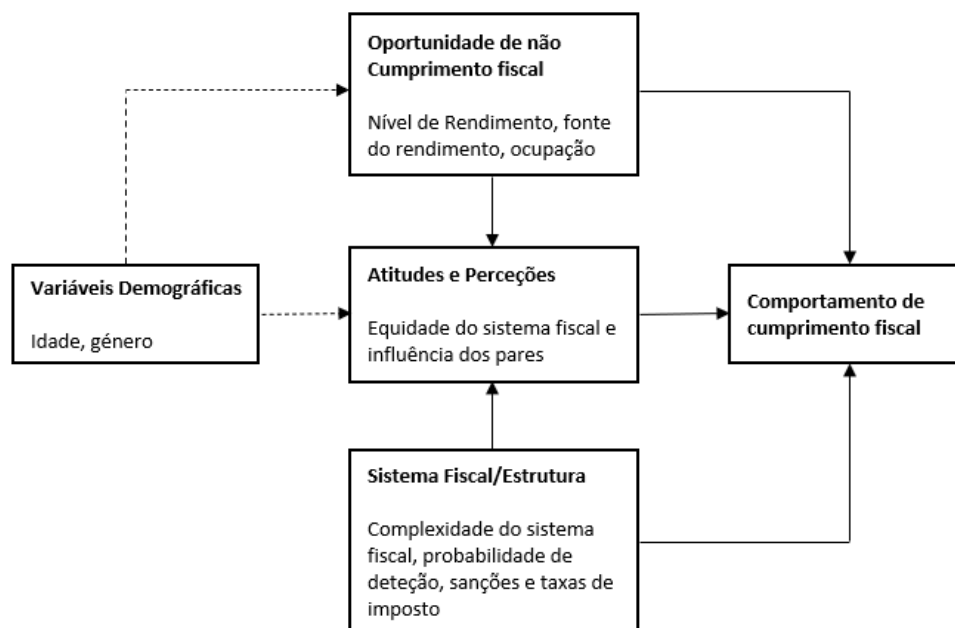 Oportunidade de não
Cumprimento fiscal
Nível de Rendimento, fonte
do rendimento, ocupação
Variáveis Demográficas
Idade, género
Atitudes e Perceções
Equidade do sistema fiscal e
influência dos pares
Comportamento de
cumprimento fiscal
Sistema Fiscal/Estrutura
Complexidade do sistema
fiscal, probabilidade de
deteção, sanções e taxas de
imposto